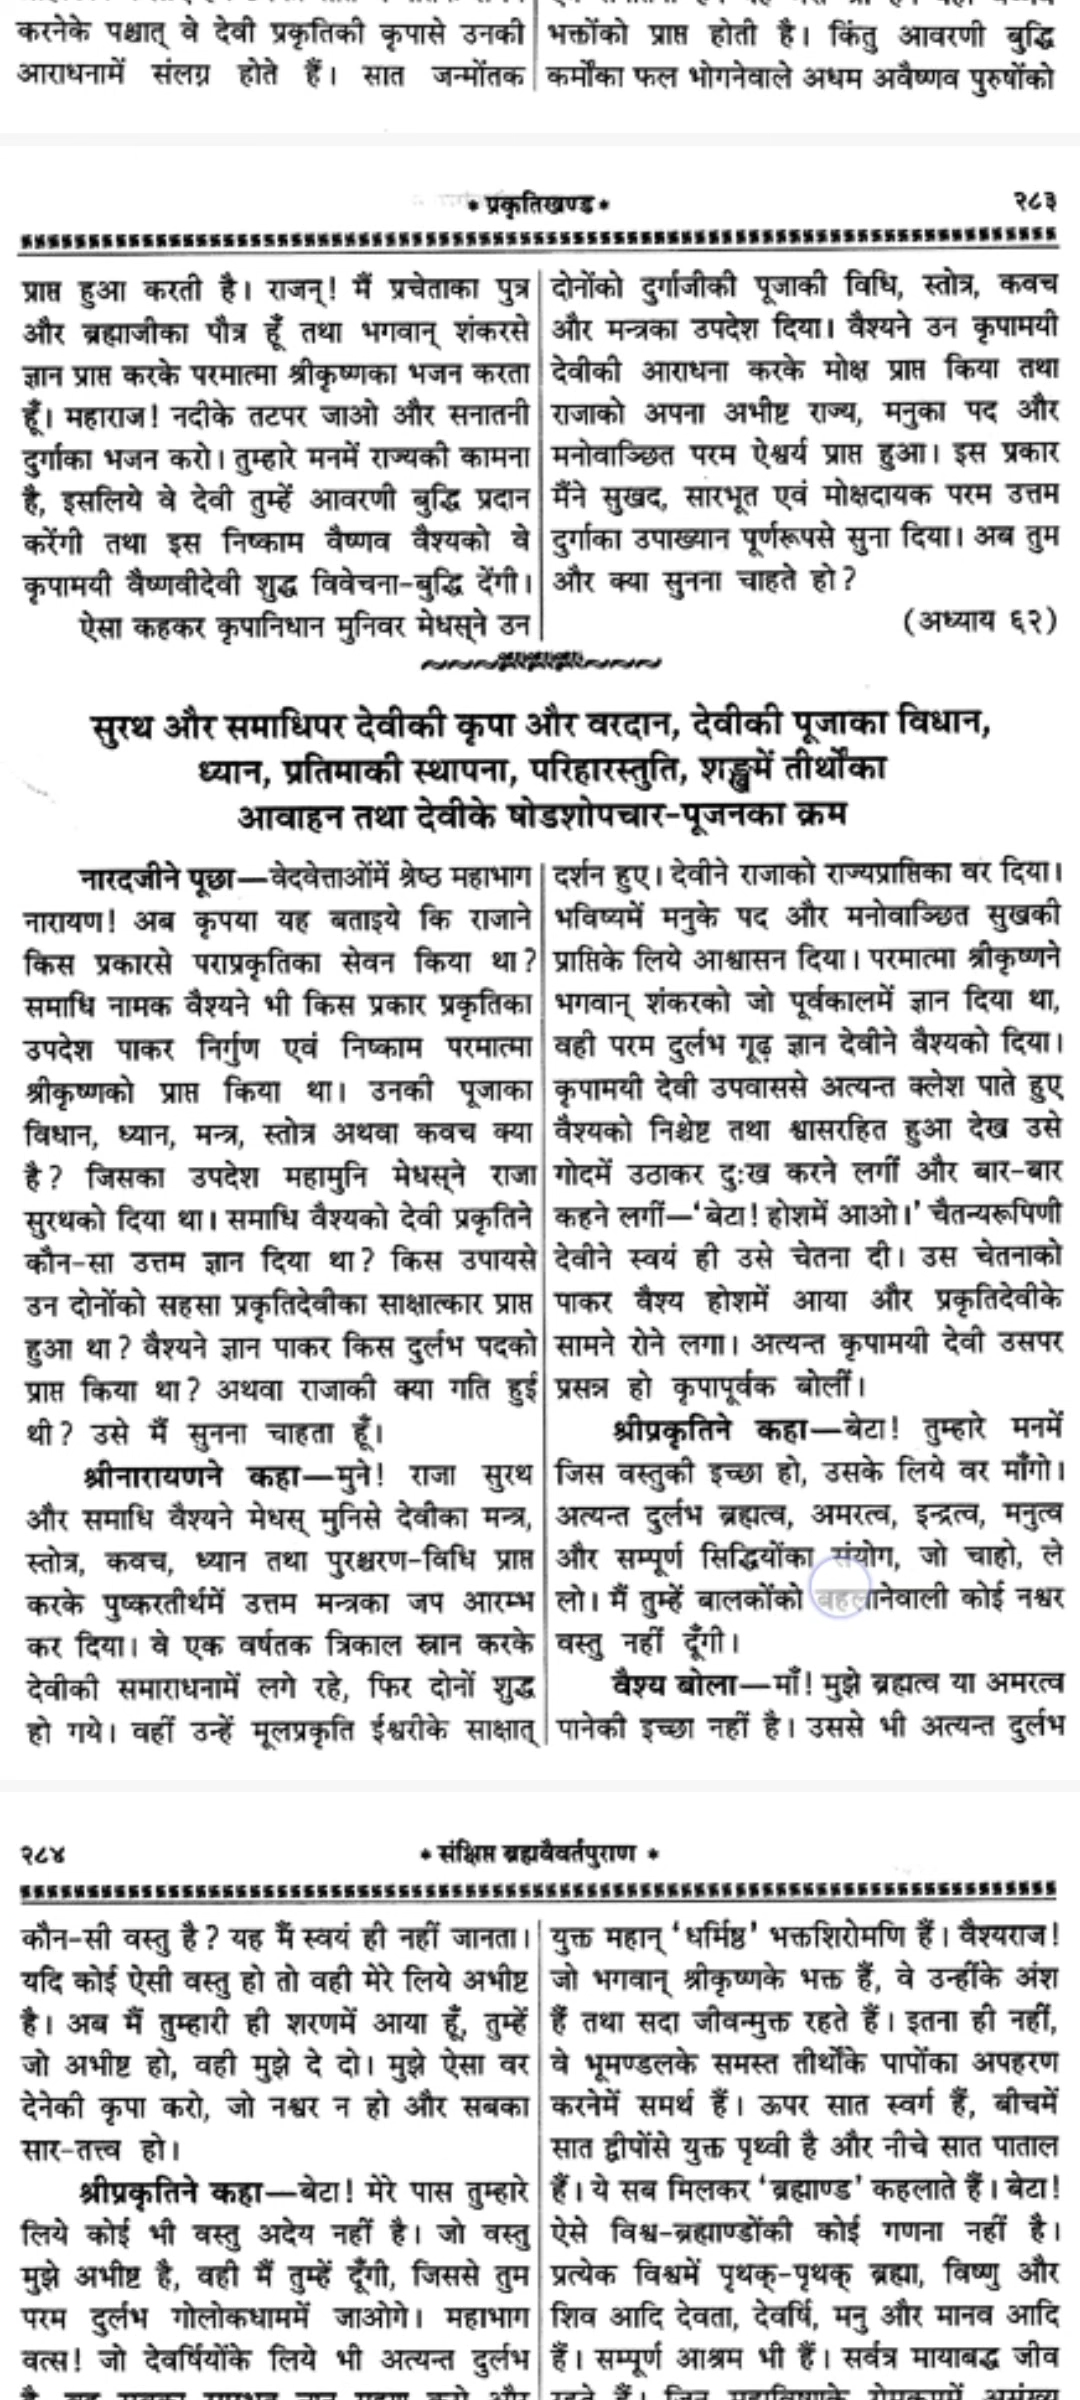 करनेके पश्चात् वे देवी प्रकृतिकी कृपासे उनकी
आराधनामें संलग्न होते हैं। सात जन्मोंतक
भक्तोंको प्राप्त होती है। किंतु आवरणी बुद्धि
कर्मोंका फल भोगनेवाले अधम अवैष्णव पुरुषोंको
* प्रकृतिखण्ड *
२८३
प्राप्त हुआ करती है। राजन्! मैं प्रचेताका पुत्र
और ब्रह्माजीका पौत्र हूँ तथा भगवान् शंकरसे
ज्ञान प्राप्त करके परमात्मा श्रीकृष्णका भजन करता
हूँ। महाराज! नदीके तटपर जाओ और सनातनी
दुर्गाका भजन करो। तुम्हारे मनमें राज्यकी कामना
है, इसलिये वे देवी तुम्हें आवरणी बुद्धि प्रदान
करेंगी तथा इस निष्काम वैष्णव वैश्यको वे
कृपामयी वैष्णवीदेवी शुद्ध विवेचना-बुद्धि देंगी।
ऐसा कहकर कृपानिधान मुनिवर मेधस्‌ने उन
दोनोंको दुर्गाजीकी पूजाकी विधि, स्तोत्र, कवच
और मन्त्रका उपदेश दिया। वैश्यने उन कृपामयी
देवीकी आराधना करके मोक्ष प्राप्त किया तथा
राजाको अपना अभीष्ट राज्य, मनुका पद और
मनोवाञ्छित परम ऐश्वर्य प्राप्त हुआ। इस प्रकार
मैंने सुखद, सारभूत एवं मोक्षदायक परम उत्तम
दुर्गाका उपाख्यान पूर्णरूपसे सुना दिया। अब तुम
और क्या सुनना चाहते हो?
(अध्याय ६२)
सुरथ और समाधिपर देवीकी कृपा और वरदान, देवीकी पूजाका विधान,
ध्यान, प्रतिमाकी स्थापना, परिहारस्तुति, शङ्खमें तीर्थोंका
आवाहन तथा देवीके षोडशोपचार-पूजनका क्रम
नारदजीने पूछा—वेदवेत्ताओंमें श्रेष्ठ महाभाग
नारायण! अब कृपया यह बताइये कि राजाने
किस प्रकारसे पराप्रकृतिका सेवन किया था?
समाधि नामक वैश्यने भी किस प्रकार प्रकृतिका
उपदेश पाकर निर्गुण एवं निष्काम परमात्मा
श्रीकृष्णको प्राप्त किया था। उनकी पूजाका
विधान, ध्यान, मन्त्र, स्तोत्र अथवा कवच क्या
है? जिसका उपदेश महामुनि मेधस्‌ने राजा
सुरथको दिया था। समाधि वैश्यको देवी प्रकृतिने
कौन-सा उत्तम ज्ञान दिया था? किस उपायसे
उन दोनोंको सहसा प्रकृतिदेवीका साक्षात्कार प्राप्त
हुआ था? वैश्यने ज्ञान पाकर किस दुर्लभ पदको
प्राप्त किया था? अथवा राजाकी क्या गति हुई
थी? उसे मैं सुनना चाहता हूँ।
श्रीनारायणने कहा—मुने! राजा सुरथ
और समाधि वैश्यने मेधस् मुनिसे देवीका मन्त्र,
स्तोत्र, कवच, ध्यान तथा पुरश्चरण-विधि प्राप्त
करके पुष्करतीर्थमें उत्तम मन्त्रका जप आरम्भ
कर दिया। वे एक वर्षतक त्रिकाल स्नान करके
देवीकी समाराधनामें लगे रहे, फिर दोनों शुद्ध
हो गये। वहीं उन्हें मूलप्रकृति ईश्वरीके साक्षात्
दर्शन हुए। देवीने राजाको राज्यप्राप्तिका वर दिया।
भविष्यमें मनुके पद और मनोवाञ्छित सुखकी
प्राप्तिके लिये आश्वासन दिया। परमात्मा श्रीकृष्णने
भगवान् शंकरको जो पूर्वकालमें ज्ञान दिया था,
वही परम दुर्लभ गूढ़ ज्ञान देवीने वैश्यको दिया।
कृपामयी देवी उपवाससे अत्यन्त क्लेश पाते हुए
वैश्यको निश्चेष्ट तथा श्वासरहित हुआ देख उसे
गोदमें उठाकर दुःख करने लगीं और बार-बार
कहने लगीं—‘बेटा! होशमें आओ।’ चैतन्यरूपिणी
देवीने स्वयं ही उसे चेतना दी। उस चेतनाको
पाकर वैश्य होशमें आया और प्रकृतिदेवीके
सामने रोने लगा। अत्यन्त कृपामयी देवी उसपर
प्रसन्न हो कृपापूर्वक बोलीं।
श्रीप्रकृतिने कहा—बेटा! तुम्हारे मनमें
जिस वस्तुकी इच्छा हो, उसके लिये वर माँगो।
अत्यन्त दुर्लभ ब्रह्मत्व, अमरत्व, इन्द्रत्व, मनुत्व
और सम्पूर्ण सिद्धियोंका संयोग, जो चाहो, ले
लो। मैं तुम्हें बालकोंको बहलानेवाली कोई नश्वर
वस्तु नहीं दूँगी।
वैश्य बोला—माँ! मुझे ब्रह्मत्व या अमरत्व
पानेकी इच्छा नहीं है। उससे भी अत्यन्त दुर्लभ
२८४
* संक्षिप्त ब्रह्मवैवर्तपुराण *
कौन-सी वस्तु है? यह मैं स्वयं ही नहीं जानता।
यदि कोई ऐसी वस्तु हो तो वही मेरे लिये अभीष्ट
है। अब मैं तुम्हारी ही शरणमें आया हूँ, तुम्हें
जो अभीष्ट हो, वही मुझे दे दो। मुझे ऐसा वर
देनेकी कृपा करो, जो नश्वर न हो और सबका
सार-तत्त्व हो।
श्रीप्रकृतिने कहा—बेटा! मेरे पास तुम्हारे
लिये कोई भी वस्तु अदेय नहीं है। जो वस्तु
मुझे अभीष्ट है, वही मैं तुम्हें दूँगी, जिससे तुम
परम दुर्लभ गोलोकधाममें जाओगे। महाभाग
वत्स! जो देवर्षियोंके लिये भी अत्यन्त दुर्लभ
युक्त महान् ‘धर्मिष्ठ’ भक्तशिरोमणि हैं। वैश्यराज!
जो भगवान् श्रीकृष्णके भक्त हैं, वे उन्हींके अंश
हैं तथा सदा जीवन्मुक्त रहते हैं। इतना ही नहीं,
वे भूमण्डलके समस्त तीर्थोंके पापोंका अपहरण
करनेमें समर्थ हैं। ऊपर सात स्वर्ग हैं, बीचमें
सात द्वीपोंसे युक्त पृथ्वी है और नीचे सात पाताल
हैं। ये सब मिलकर ‘ब्रह्माण्ड’ कहलाते हैं। बेटा!
ऐसे विश्व-ब्रह्माण्डोंकी कोई गणना नहीं है।
प्रत्येक विश्वमें पृथक्-पृथक् ब्रह्मा, विष्णु और
शिव आदि देवता, देवर्षि, मनु और मानव आदि
हैं। सम्पूर्ण आश्रम भी हैं। सर्वत्र मायाबद्ध जीव